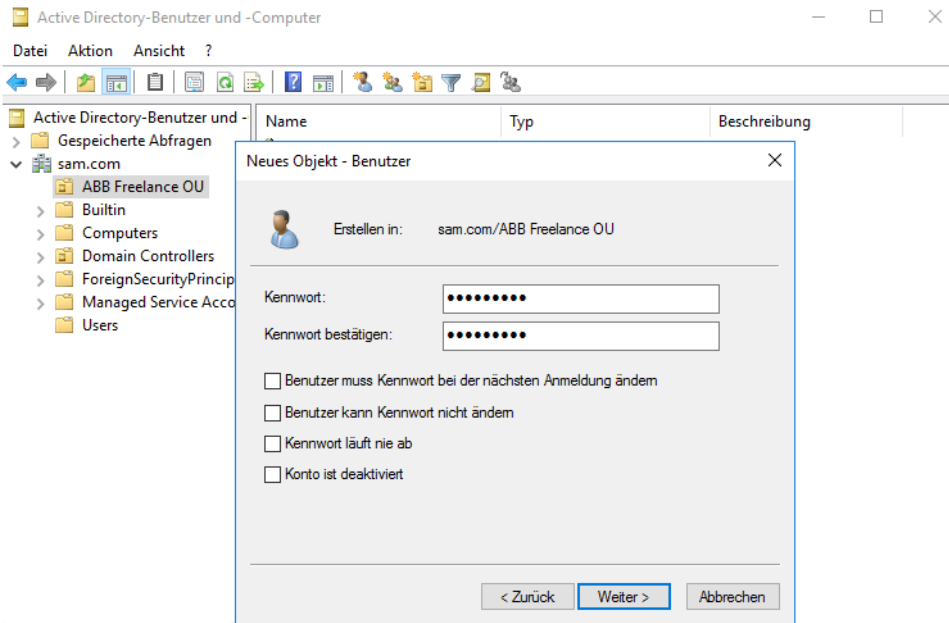 Active Directory-Benutzer und -Computer
Datei Aktion Ansicht ?
Active Directory-Benutzer und -
Gespeicherte Abfragen
sam.com
ABB Freelance OU
Builtin
Computers
Domain Controllers
ForeignSecurityPrincip
Managed Service Acco
Users
Name Typ Beschreibung
Neues Objekt - Benutzer
Erstellen in: sam.com/ABB Freelance OU
Kennwort: •••••••••
Kennwort bestätigen: •••••••••
Benutzer muss Kennwort bei der nächsten Anmeldung ändern
Benutzer kann Kennwort nicht ändern
Kennwort läuft nie ab
Konto ist deaktiviert
< Zurück Weiter > Abbrechen